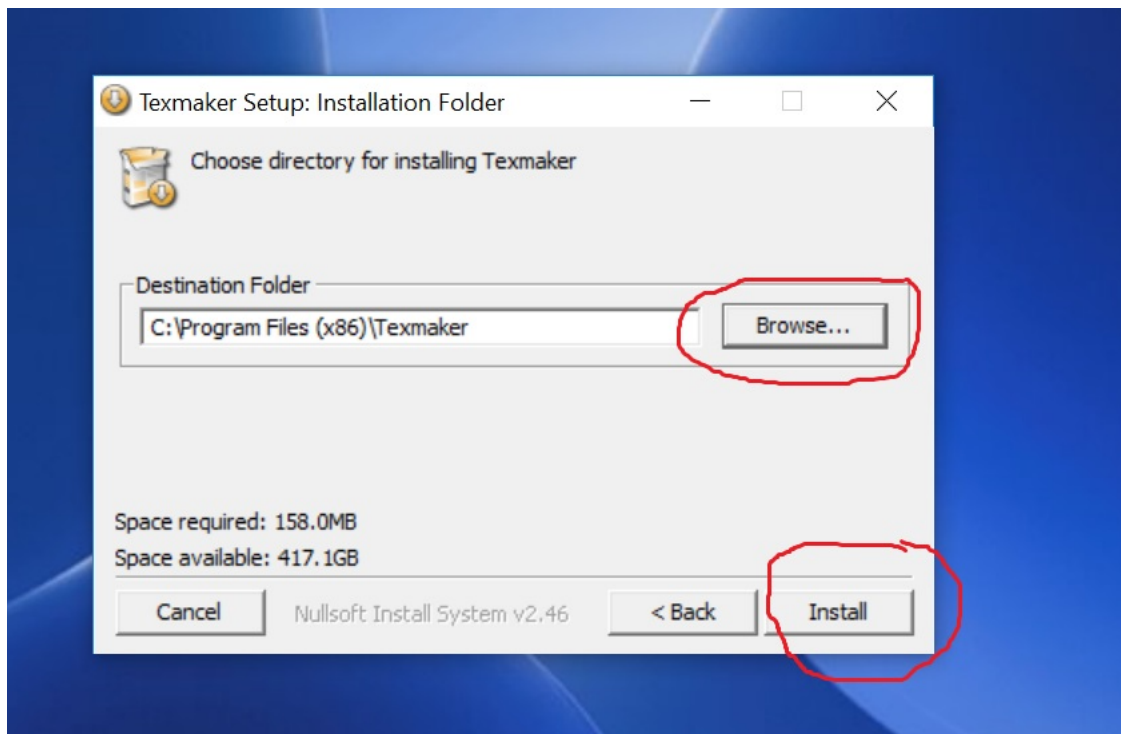 Texmaker Setup: Installation Folder
Choose directory for installing Texmaker
Destination Folder
C:\Program Files (x86)\Texmaker
Browse...
Space required: 158.0MB
Space available: 417.1GB
Cancel
Nullsoft Install System v2.46
< Back
Install